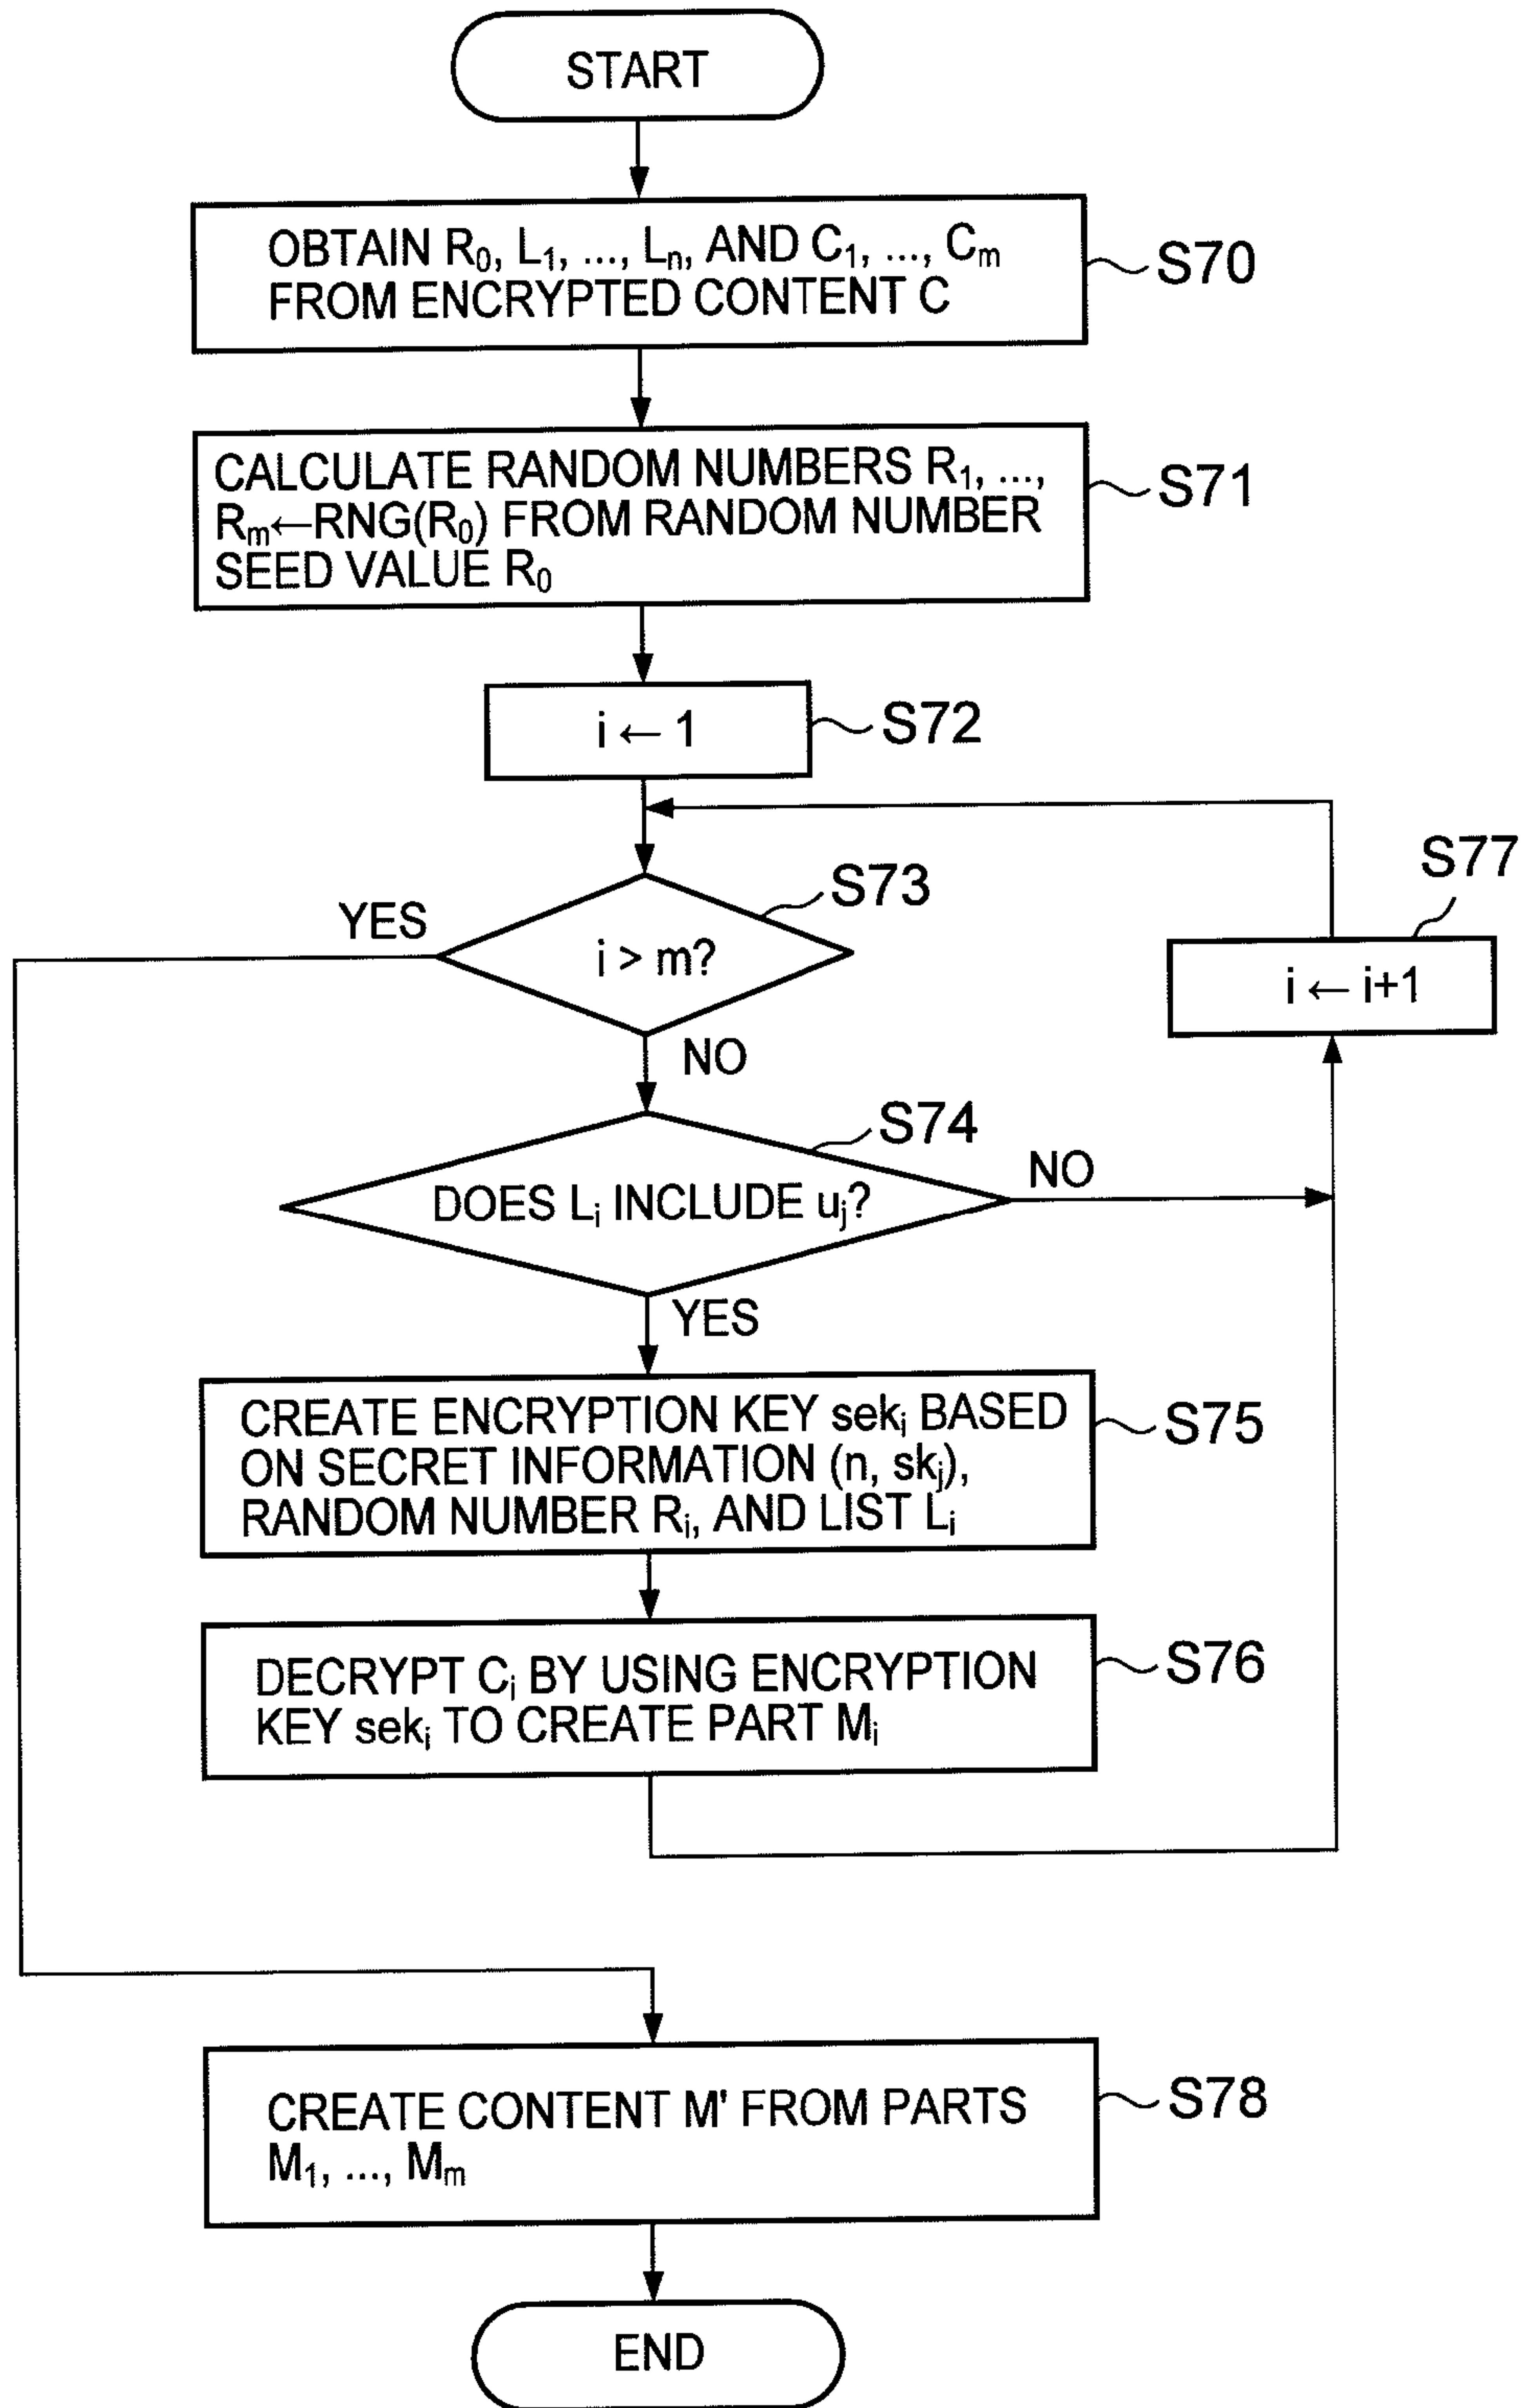 START
OBTAIN R₀, L₁, ..., Lₙ, AND C₁, ..., Cₘ
FROM ENCRYPTED CONTENT C
S70
CALCULATE RANDOM NUMBERS R₁, ...,
Rₘ←RNG(R₀) FROM RANDOM NUMBER
SEED VALUE R₀
S71
i ← 1
S72
S73
YES
i > m?
NO
S77
i ← i+1
S74
DOES Lᵢ INCLUDE uⱼ?
NO
YES
CREATE ENCRYPTION KEY sekᵢ BASED
ON SECRET INFORMATION (n, skⱼ),
RANDOM NUMBER Rᵢ, AND LIST Lᵢ
S75
DECRYPT Cᵢ BY USING ENCRYPTION
KEY sekᵢ TO CREATE PART Mᵢ
S76
CREATE CONTENT M' FROM PARTS
M₁, ..., Mₘ
S78
END